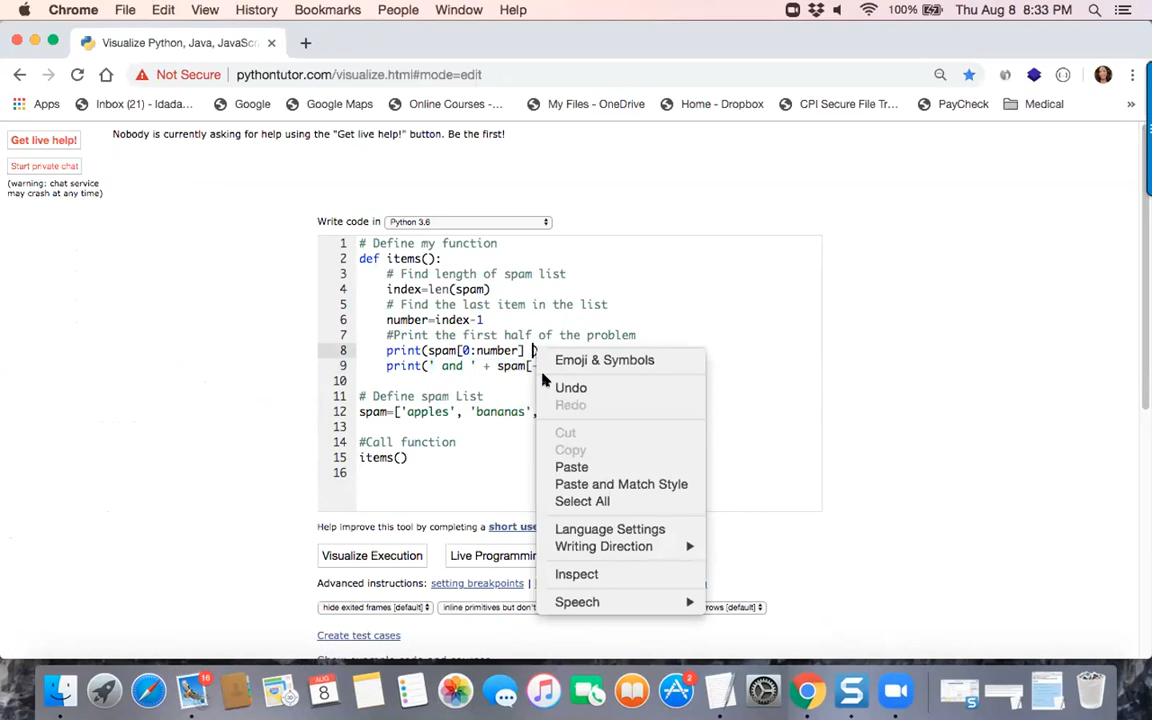 Chrome File Edit View History Bookmarks People Window Help 100% Thu Aug 8 8:33 PM
Visualize Python, Java, JavaSc
Not Secure pythontutor.com/visualize.html#mode=edit
Apps Inbox (21) - ldada... Google Google Maps Online Courses -... My Files - OneDrive Home - Dropbox CPI Secure File Tr... PayCheck Medical »
Get live help! Nobody is currently asking for help using the "Get live help!" button. Be the first!
Start private chat
(warning: chat service
may crash at any time)
Write code in Python 3.6
1 # Define my function
2 def items():
3 # Find length of spam list
4 index=len(spam)
5 # Find the last item in the list
6 number=index-1
7 #Print the first half of the problem
8 print(spam[0:number] )
9 print(' and ' + spam[-
10
11 # Define spam List
12 spam=['apples', 'bananas',
13
14 #Call function
15 items()
16
Emoji & Symbols
Undo
Redo
Cut
Copy
Paste
Paste and Match Style
Select All
Language Settings
Writing Direction
Inspect
Speech
Help improve this tool by completing a short use
Visualize Execution Live Programmin
Advanced instructions: setting breakpoints |
hide exited frames [default] inline primitives but don't rows [default]
Create test cases
16 AUG 8 2